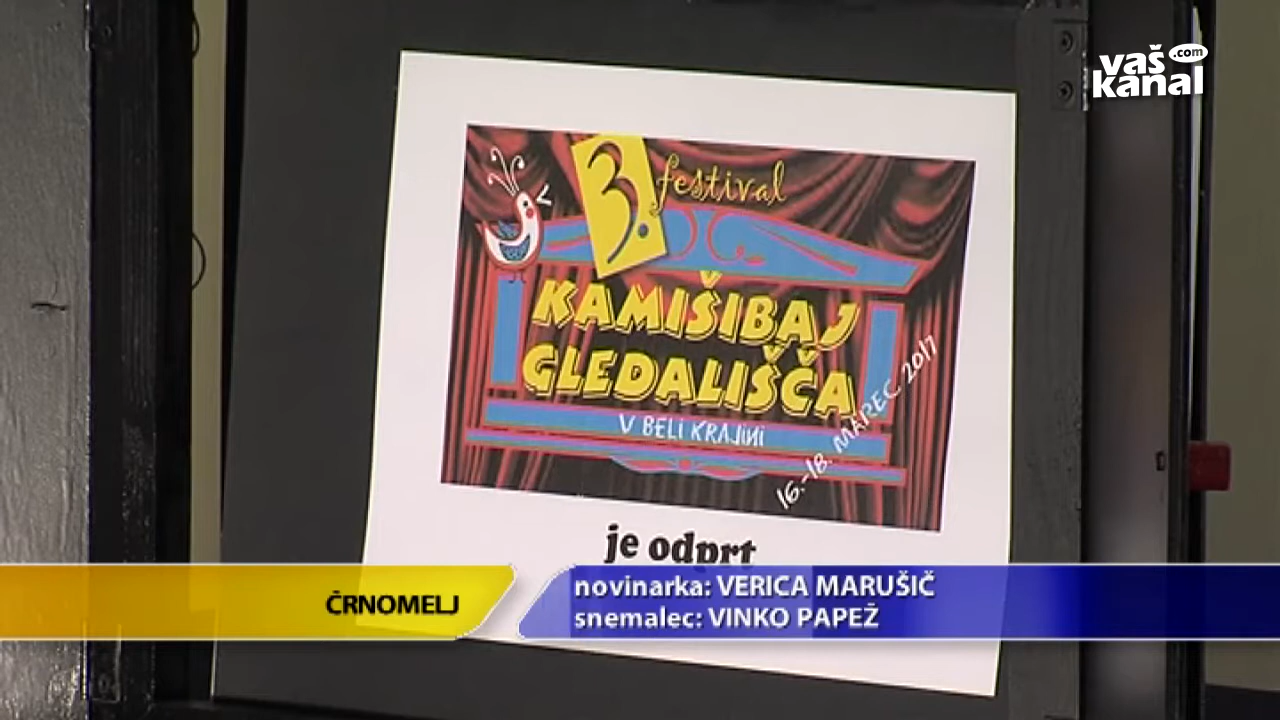 vaš .com
kanal
3. festival
KAMIŠIBAJ
GLEDALIŠČA
V BELI KRAJINI
16.-18. MAREC 2017
je odprt
ČRNOMELJ
novinarka: VERICA MARUŠIČ
snemalec: VINKO PAPEŽ